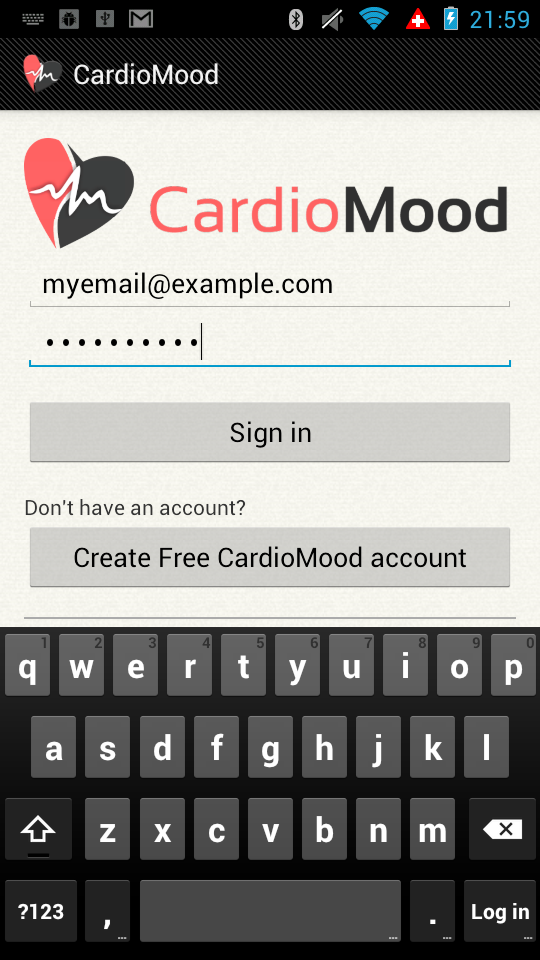 21:59
CardioMood
CardioMood
myemail@example.com
••••••••••
Sign in
Don't have an account?
Create Free CardioMood account
1 2 3 4 5 6 7 8 9 0
q w e r t y u i o p
a s d f g h j k l
z x c v b n m
?123 , . Log in